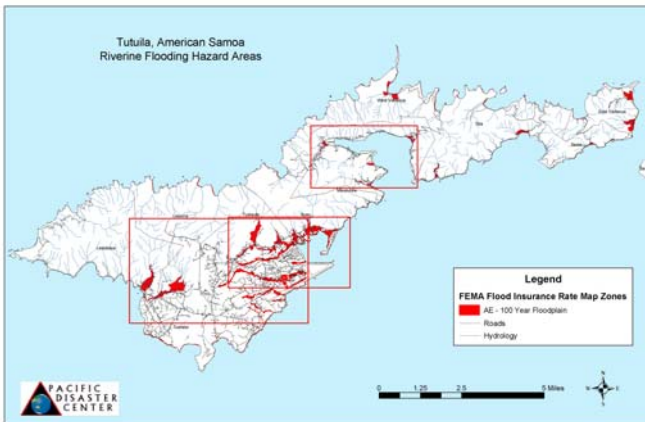 Tutuila, American Samoa
Riverine Flooding Hazard Areas
Legend
FEMA Flood Insurance Rate Map Zones
AE - 100 Year Floodplain
Roads
Hydrology
PACIFIC
DISASTER
CENTER
0 1.25 2.5 5 Miles
N
W E
S